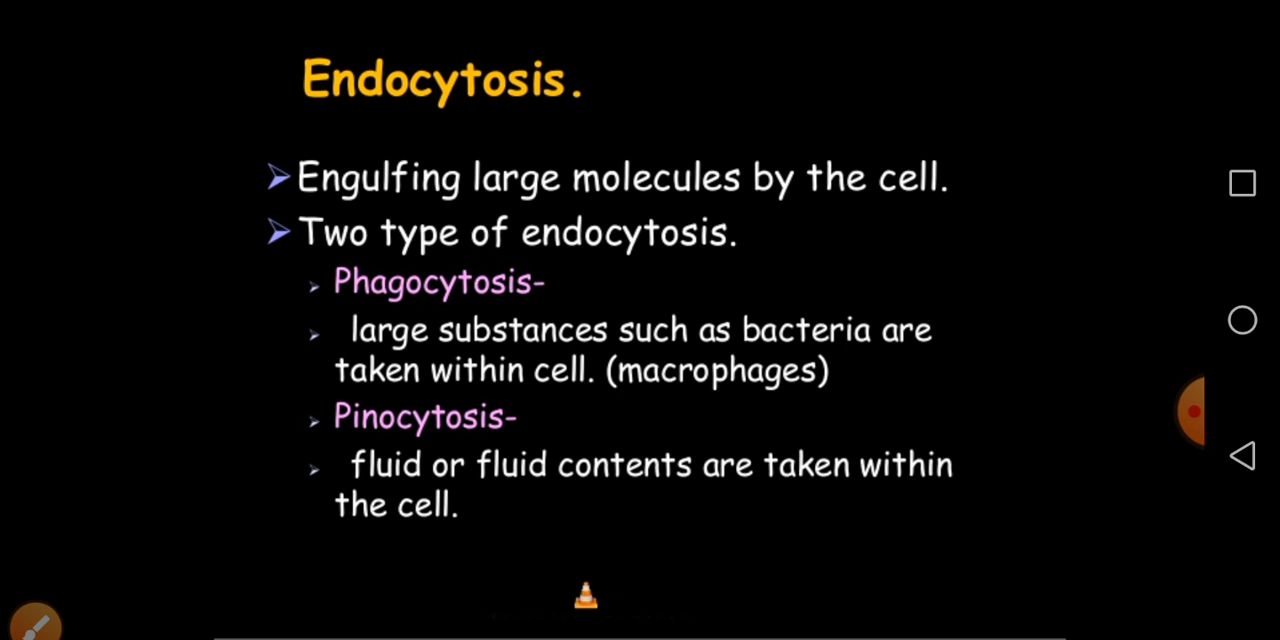 Endocytosis.
Engulfing large molecules by the cell.
Two type of endocytosis.
Phagocytosis-
large substances such as bacteria are
taken within cell. (macrophages)
Pinocytosis-
fluid or fluid contents are taken within
the cell.